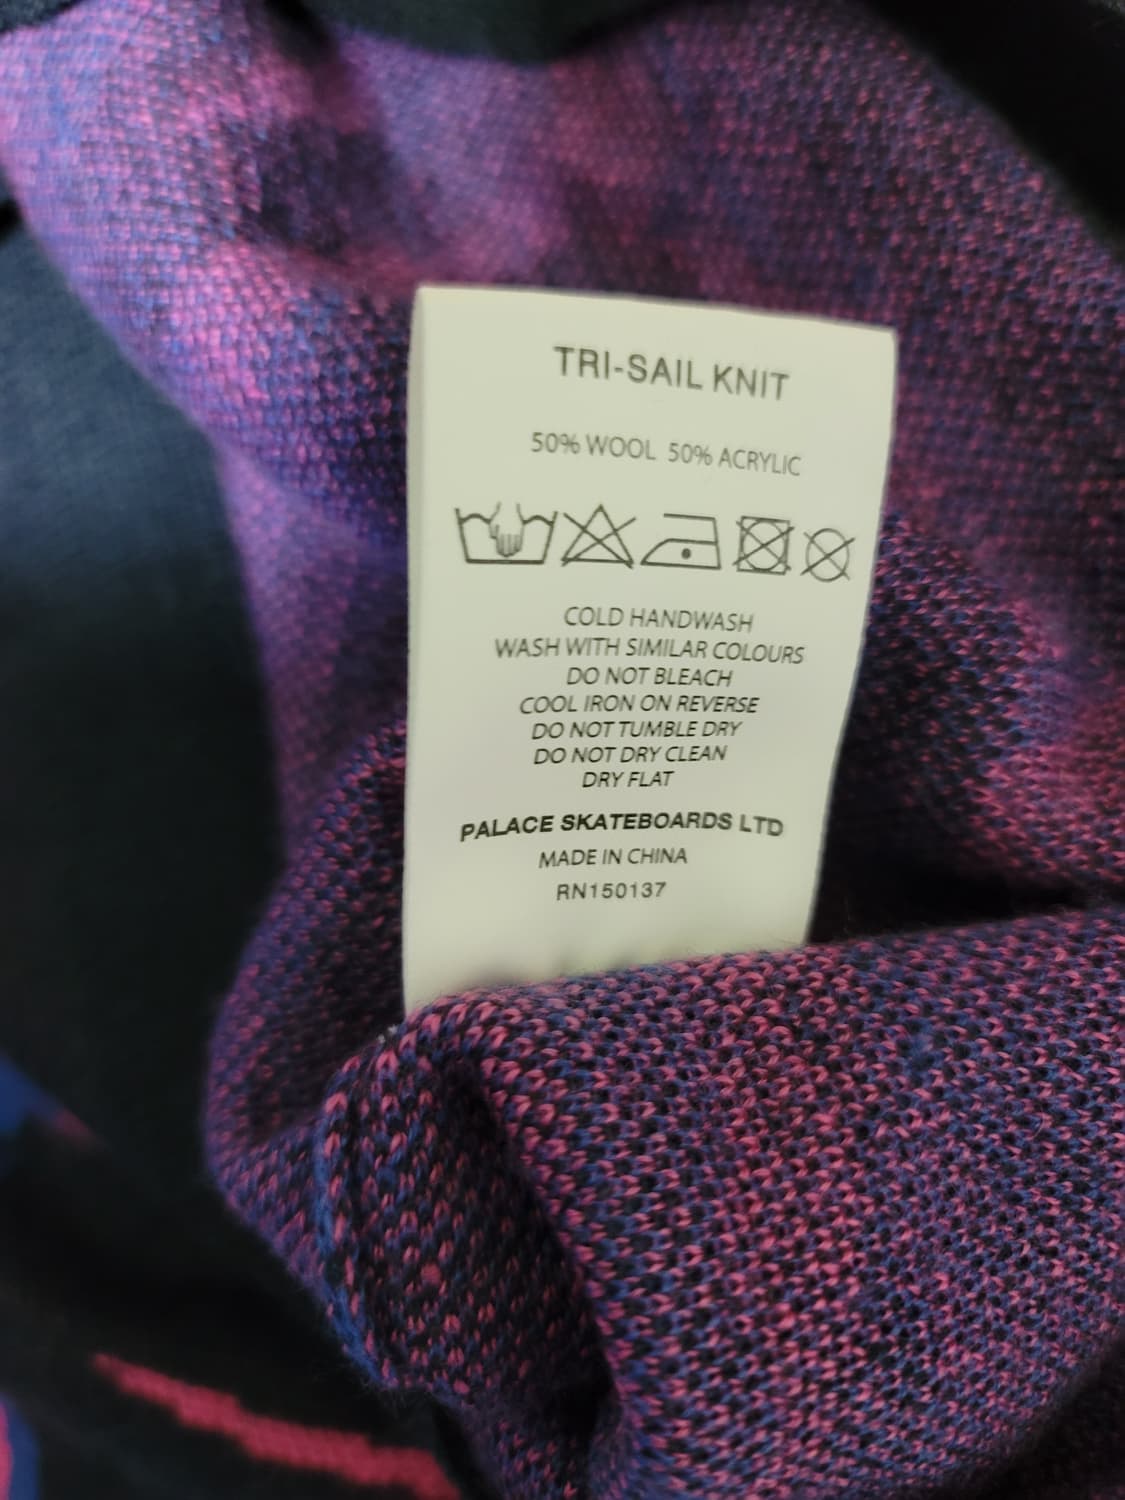 TRI-SAIL KNIT
50% WOOL 50% ACRYLIC
COLD HANDWASH
WASH WITH SIMILAR COLOURS
DO NOT BLEACH
COOL IRON ON REVERSE
DO NOT TUMBLE DRY
DO NOT DRY CLEAN
DRY FLAT
PALACE SKATEBOARDS LTD
MADE IN CHINA
RN150137